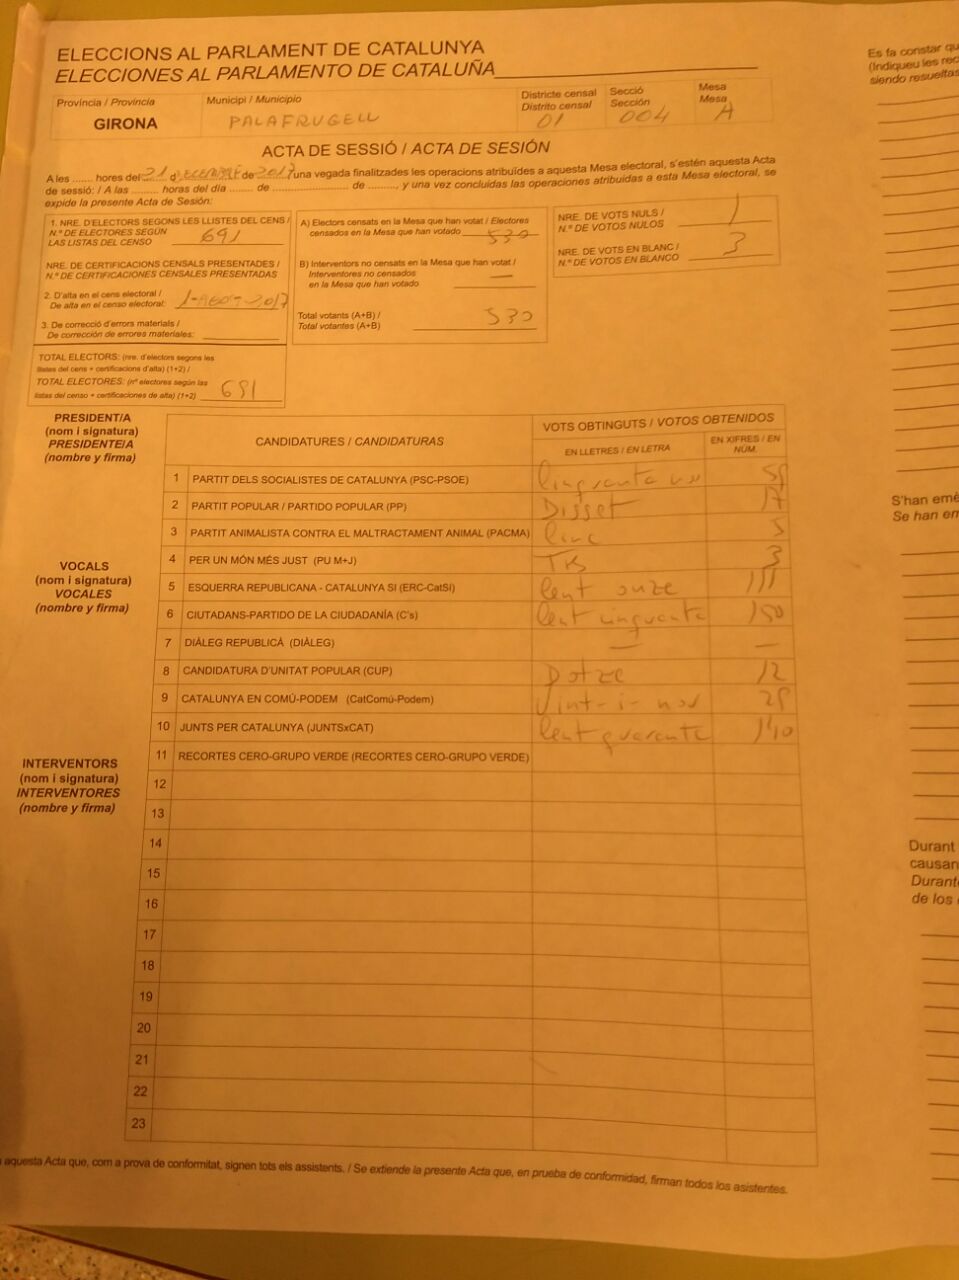 ELECCIONS AL PARLAMENT DE CATALUNYA
ELECCIONES AL PARLAMENTO DE CATALUÑA
Província / Provincia
GIRONA
Municipi / Municipio
PALAFRUGELL
Districte censal
Distrito censal
01
Secció
Sección
004
Mesa
Mesa
A
ACTA DE SESSIÓ / ACTA DE SESIÓN
A les ...... hores del 21 de 2017 una vegada finalitzades les operacions atribuïdes a aquesta Mesa electoral, s'estén aquesta Acta
de sessió: / A las ......... horas del día ......... de ........................ de ........., y una vez concluidas las operaciones atribuidas a esta Mesa electoral, se
expide la presente Acta de Sesión:
1. NRE. D'ELECTORS SEGONS LES LLISTES DEL CENS /
N.º DE ELECTORES SEGÚN
LAS LISTAS DEL CENSO 691
NRE. DE CERTIFICACIONS CENSALS PRESENTADES /
N.º DE CERTIFICACIONES CENSALES PRESENTADAS
2. D'alta en el cens electoral /
De alta en el censo electoral: 1-AGOST-2017
3. De correcció d'errors materials /
De corrección de errores materiales:
TOTAL ELECTORS: (nre. d'electors segons les
llistes del cens + certificacions d'alta) (1+2) /
TOTAL ELECTORES: (nº electores según las
listas del censo + certificaciones de alta) (1+2) 691
A) Electors censats en la Mesa que han votat / Electores
censados en la Mesa que han votado 530
B) Interventors no censats en la Mesa que han votat /
Interventores no censados
en la Mesa que han votado —
Total votants (A+B) /
Total votantes (A+B) 530
NRE. DE VOTS NULS /
N.º DE VOTOS NULOS 1
NRE. DE VOTS EN BLANC /
N.º DE VOTOS EN BLANCO 3
PRESIDENT/A
(nom i signatura)
PRESIDENTE/A
(nombre y firma)
VOCALS
(nom i signatura)
VOCALES
(nombre y firma)
INTERVENTORS
(nom i signatura)
INTERVENTORES
(nombre y firma)
CANDIDATURES / CANDIDATURAS
VOTS OBTINGUTS / VOTOS OBTENIDOS
EN LLETRES / EN LETRA
EN XIFRES / EN
NÚM.
1 PARTIT DELS SOCIALISTES DE CATALUNYA (PSC-PSOE) Cinquanta nou 59
2 PARTIT POPULAR / PARTIDO POPULAR (PP) Disset 17
3 PARTIT ANIMALISTA CONTRA EL MALTRACTAMENT ANIMAL (PACMA) Cinc 5
4 PER UN MÓN MÉS JUST (PU M+J) Tres 3
5 ESQUERRA REPUBLICANA - CATALUNYA SI (ERC-CatSí) Cent onze 111
6 CIUTADANS-PARTIDO DE LA CIUDADANÍA (C's) Cent cinquanta 150
7 DIÀLEG REPUBLICÀ (DIÀLEG) — —
8 CANDIDATURA D'UNITAT POPULAR (CUP) Dotze 12
9 CATALUNYA EN COMÚ-PODEM (CatComú-Podem) Vint-i-nou 29
10 JUNTS PER CATALUNYA (JUNTSxCAT) Cent quaranta 140
11 RECORTES CERO-GRUPO VERDE (RECORTES CERO-GRUPO VERDE)
12
13
14
15
16
17
18
19
20
21
22
23
aquesta Acta que, com a prova de conformitat, signen tots els assistents. / Se extiende la presente Acta que, en prueba de conformidad, firman todos los asistentes.
Es fa constar
(Indiqueu les
siendo resueltas
S'han
Se han
Durant
causan
Durante
de los